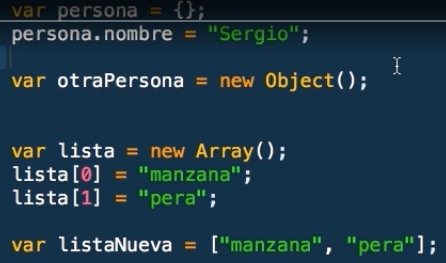 var persona = {};
persona.nombre = "Sergio";
var otraPersona = new Object();
var lista = new Array();
lista[0] = "manzana";
lista[1] = "pera";
var listaNueva = ["manzana", "pera"];